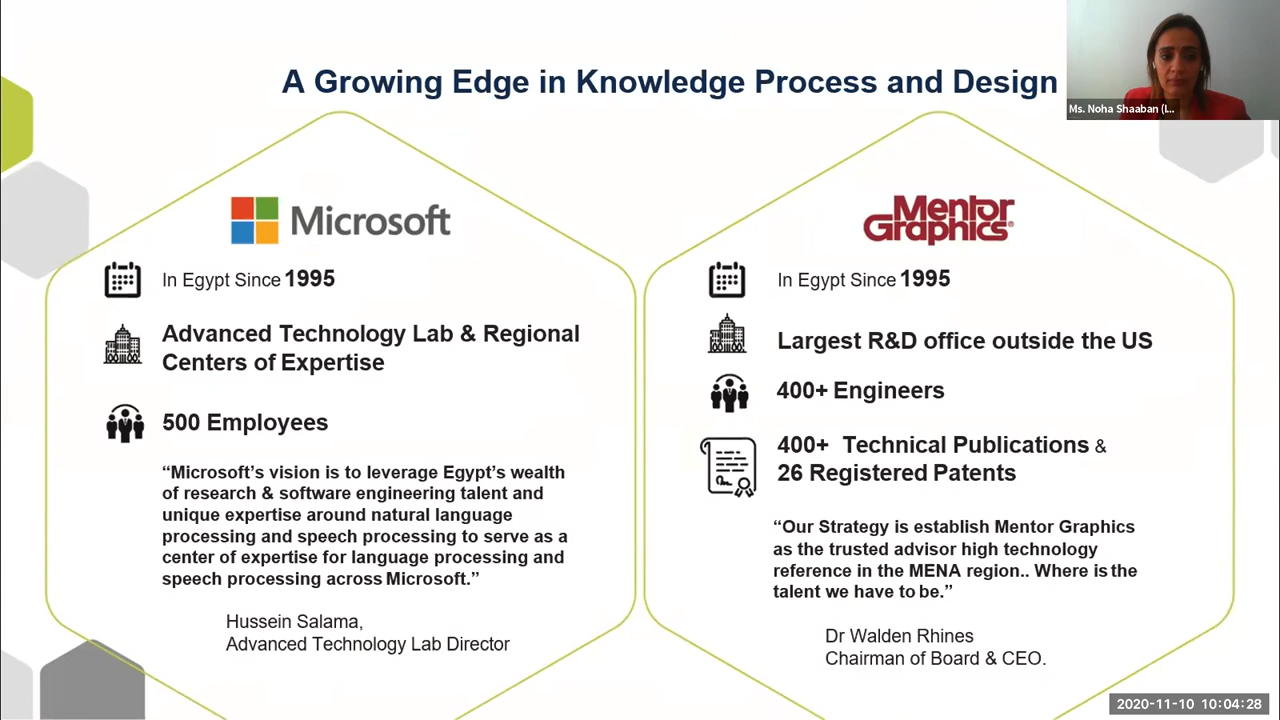 A Growing Edge in Knowledge Process and Design
Ms. Noha Shaaban (I...
Microsoft
In Egypt Since 1995
Advanced Technology Lab & Regional
Centers of Expertise
500 Employees
“Microsoft’s vision is to leverage Egypt’s wealth
of research & software engineering talent and
unique expertise around natural language
processing and speech processing to serve as a
center of expertise for language processing and
speech processing across Microsoft.”
Hussein Salama,
Advanced Technology Lab Director
Mentor
Graphics®
In Egypt Since 1995
Largest R&D office outside the US
400+ Engineers
400+ Technical Publications &
26 Registered Patents
“Our Strategy is establish Mentor Graphics
as the trusted advisor high technology
reference in the MENA region.. Where is the
talent we have to be.”
Dr Walden Rhines
Chairman of Board & CEO.
2020-11-10 10:04:28